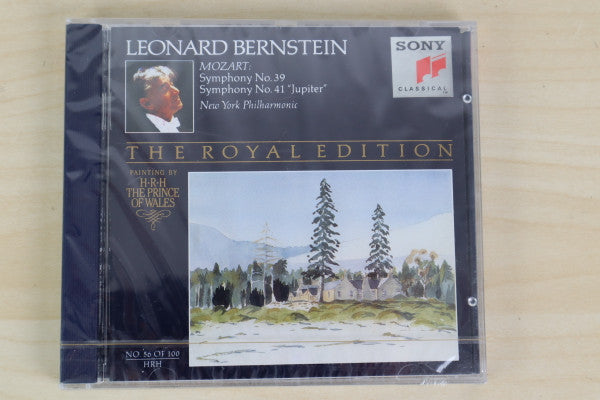 LEONARD BERNSTEIN
MOZART:
Symphony No.39
Symphony No.41 "Jupiter"
New York Philharmonic
SONY
CLASSICAL
THE ROYAL EDITION
PAINTING BY
H·R·H
THE PRINCE
OF WALES
NO. 56 OF 100
HRH